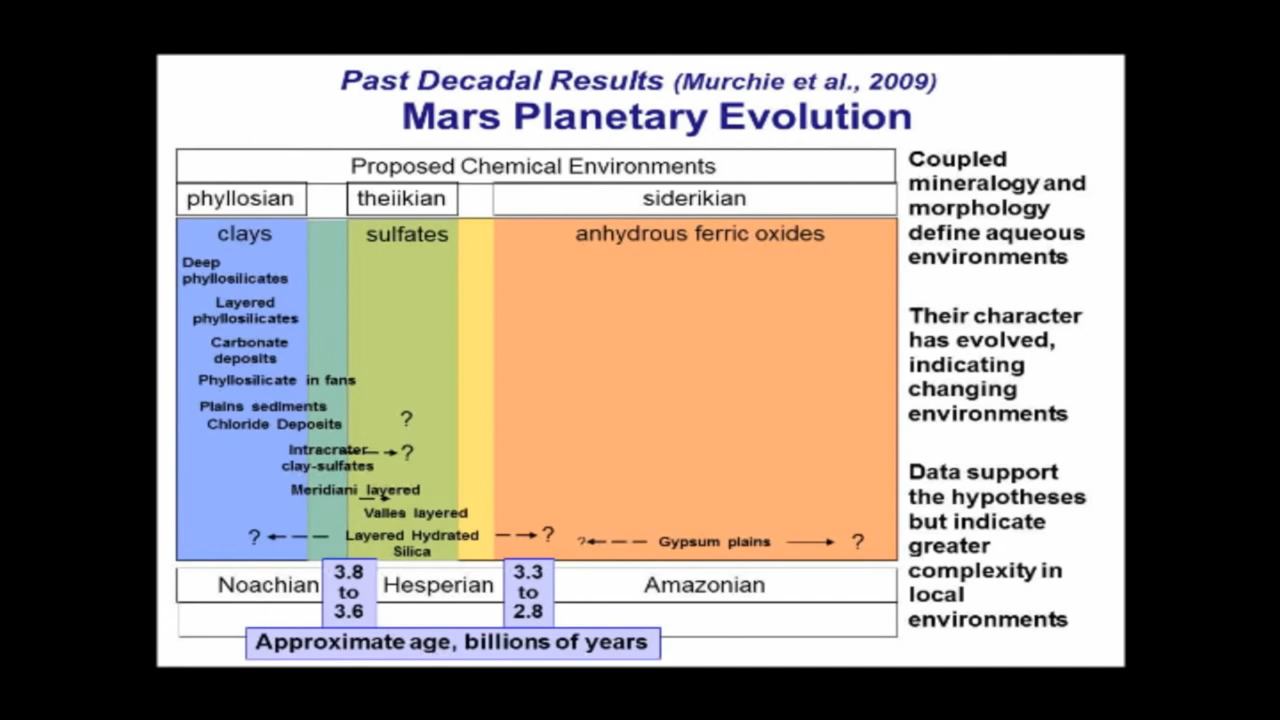 Past Decadal Results (Murchie et al., 2009)
Mars Planetary Evolution
Proposed Chemical Environments
phyllosian theiikian siderikian
clays sulfates anhydrous ferric oxides
Deep
phyllosilicates
Layered
phyllosilicates
Carbonate
deposits
Phyllosilicate in fans
Plains sediments
Chloride Deposits
?
Intracrater
clay-sulfates
?
Meridiani layered
Valles layered
? Layered Hydrated ?
Silica
? Gypsum plains ?
Noachian
3.8
to
3.6
Hesperian
3.3
to
2.8
Amazonian
Approximate age, billions of years
Coupled
mineralogy and
morphology
define aqueous
environments
Their character
has evolved,
indicating
changing
environments
Data support
the hypotheses
but indicate
greater
complexity in
local
environments